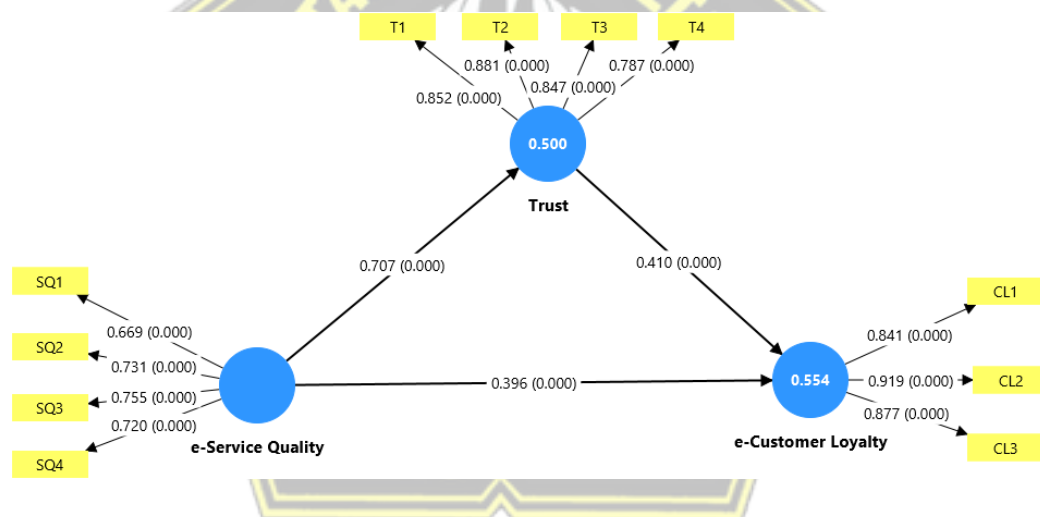 T1
T2
T3
T4
0.852 (0.000)
0.881 (0.000)
0.847 (0.000)
0.787 (0.000)
0.500
Trust
0.707 (0.000)
0.410 (0.000)
SQ1
SQ2
SQ3
SQ4
0.669 (0.000)
0.731 (0.000)
0.755 (0.000)
0.720 (0.000)
e-Service Quality
0.396 (0.000)
0.554
e-Customer Loyalty
0.841 (0.000)
0.919 (0.000)
0.877 (0.000)
CL1
CL2
CL3